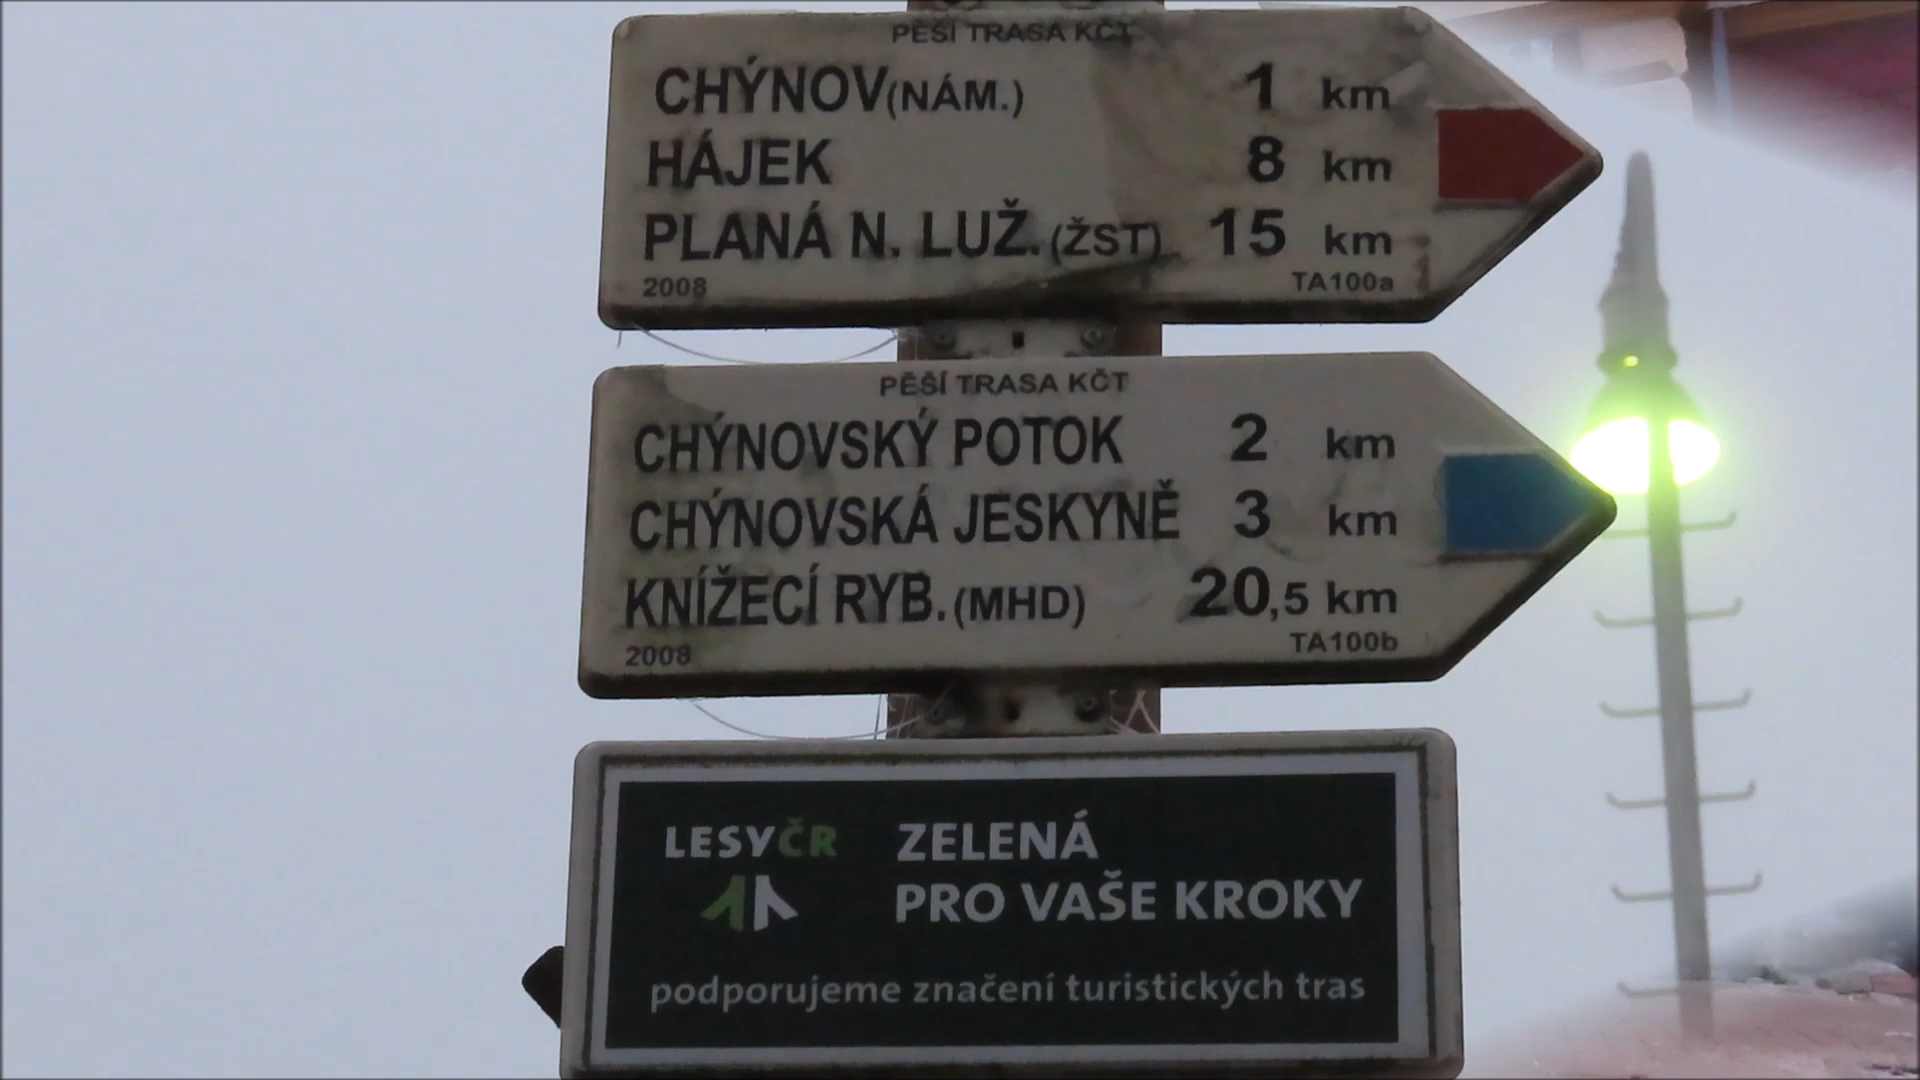 PĚŠÍ TRASA KČT
CHÝNOV(NÁM.) 1 km
HÁJEK 8 km
PLANÁ N. LUŽ.(ŽST) 15 km
2008 TA100a
PĚŠÍ TRASA KČT
CHÝNOVSKÝ POTOK 2 km
CHÝNOVSKÁ JESKYNĚ 3 km
KNÍŽECÍ RYB.(MHD) 20,5 km
2008 TA100b
LESYČR
ZELENÁ
PRO VAŠE KROKY
podporujeme značení turistických tras